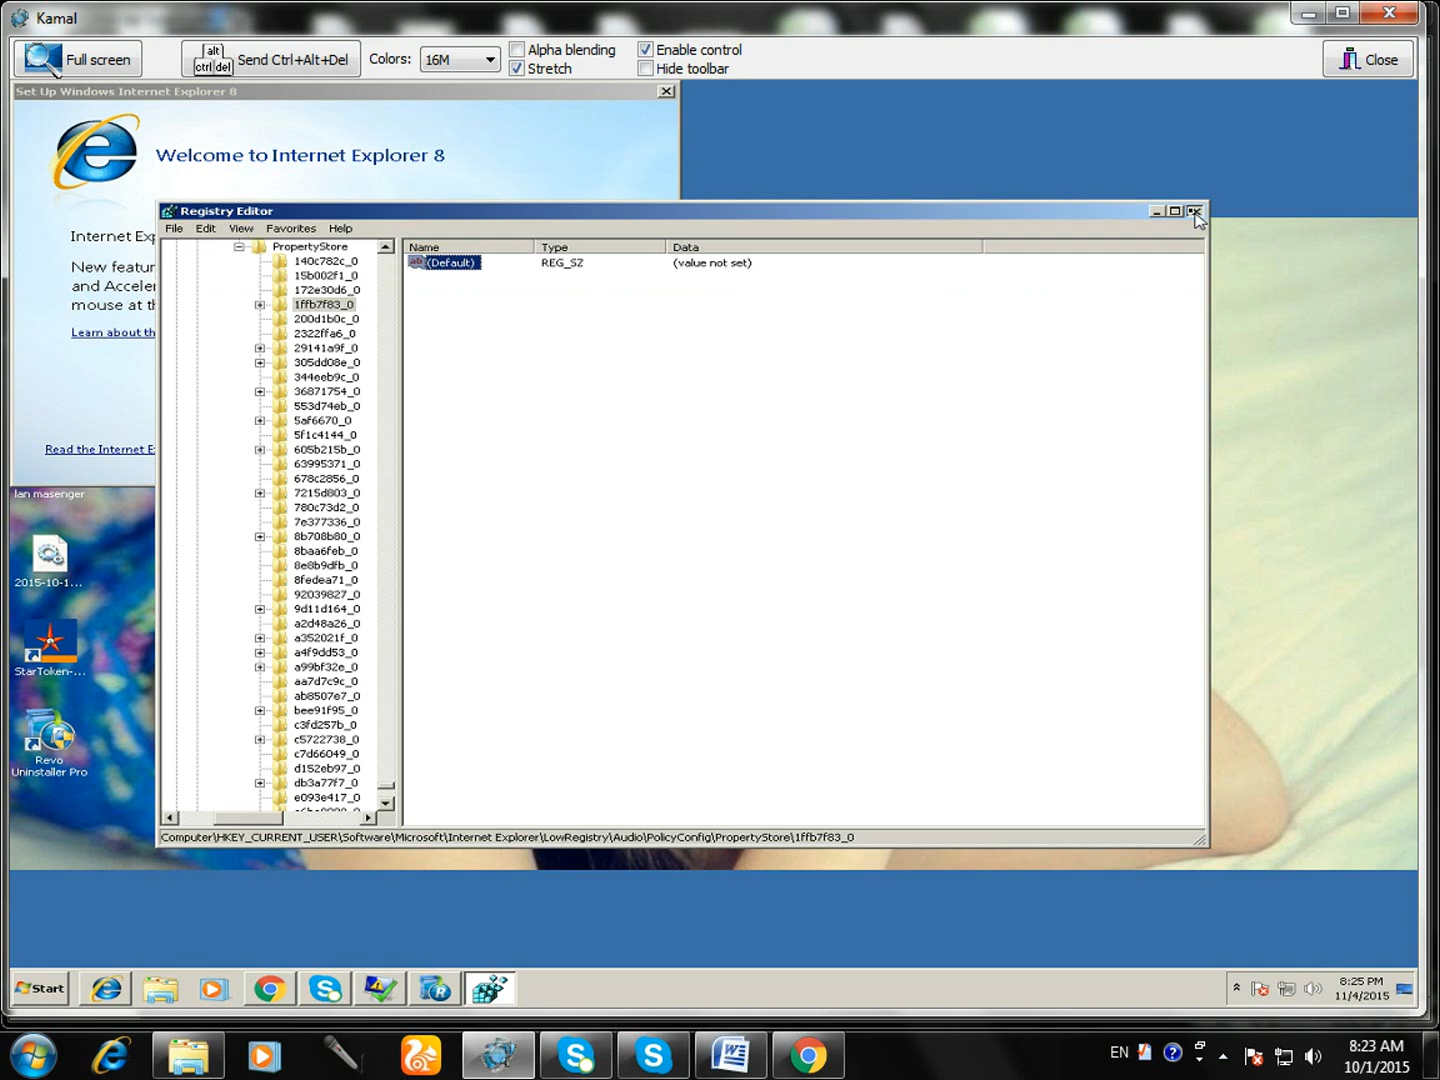 Kamal
Full screen
alt
ctrl del
Send Ctrl+Alt+Del
Colors:
16M
Alpha blending
Stretch
Enable control
Hide toolbar
Close
Set Up Windows Internet Explorer 8
Welcome to Internet Explorer 8
Internet Exp
New featur
and Acceler
mouse at th
Learn about th
Read the Internet E
Registry Editor
File Edit View Favorites Help
PropertyStore
140c782c_0
15b002f1_0
172e30d6_0
1ffb7f83_0
200d1b0c_0
2322ffa6_0
29141a9f_0
305dd08e_0
344eeb9c_0
36871754_0
553d74eb_0
5af6670_0
5f1c4144_0
605b215b_0
63995371_0
678c2856_0
7215d803_0
780c73d2_0
7e377336_0
8b708b80_0
8baa6feb_0
8e8b9dfb_0
8fedea71_0
92039827_0
9d11d164_0
a2d48a26_0
a352021f_0
a4f9dd53_0
a99bf32e_0
aa7d7c9c_0
ab8507e7_0
bee91f95_0
c3fd257b_0
c5722738_0
c7d66049_0
d152eb97_0
db3a77f7_0
e093e417_0
Name Type Data
ab (Default) REG_SZ (value not set)
Computer\HKEY_CURRENT_USER\Software\Microsoft\Internet Explorer\LowRegistry\Audio\PolicyConfig\PropertyStore\1ffb7f83_0
lan masenger
2015-10-1...
StarToken-...
Revo
Uninstaller Pro
Start
8:25 PM
11/4/2015
EN
8:23 AM
10/1/2015